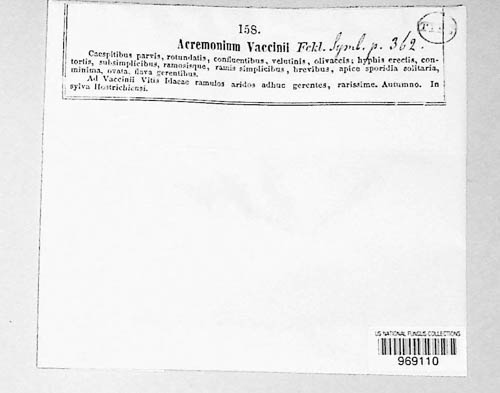 158.
Acremonium Vaccinii Fckl. Symb. p. 362.
Caespitibus parvis, rotundatis, confluentibus, velutinis, olivaceis; hyphis erectis, con-
tortis, subsimplicibus, ramosisque, ramis simplicibus, brevibus, apice sporidia solitaria,
minima, ovata, flava gerentibus.
Ad Vaccinii Vitis Idaeae ramulos aridos adhuc gerentes, rarissime. Autumno. In
sylva Hostrichiensi.
US NATIONAL FUNGUS COLLECTIONS
969110